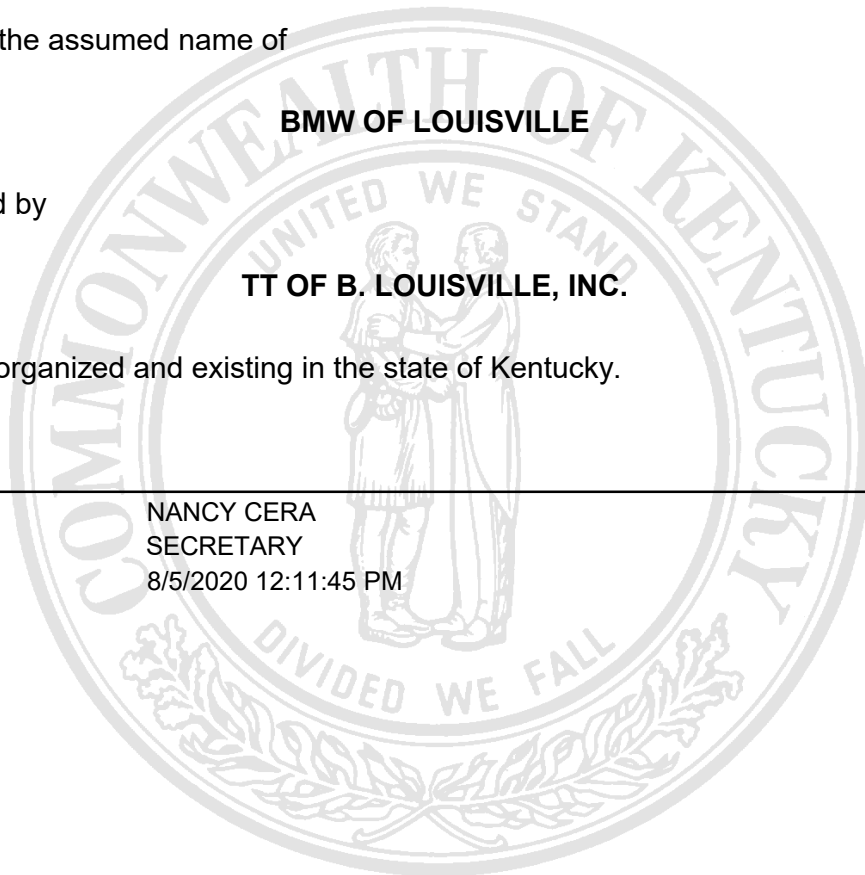 the assumed name of
BMW OF LOUISVILLE
d by
TT OF B. LOUISVILLE, INC.
organized and existing in the state of Kentucky.
NANCY CERA
SECRETARY
8/5/2020 12:11:45 PM
COMMONWEALTH OF KENTUCKY
UNITED WE STAND
DIVIDED WE FALL